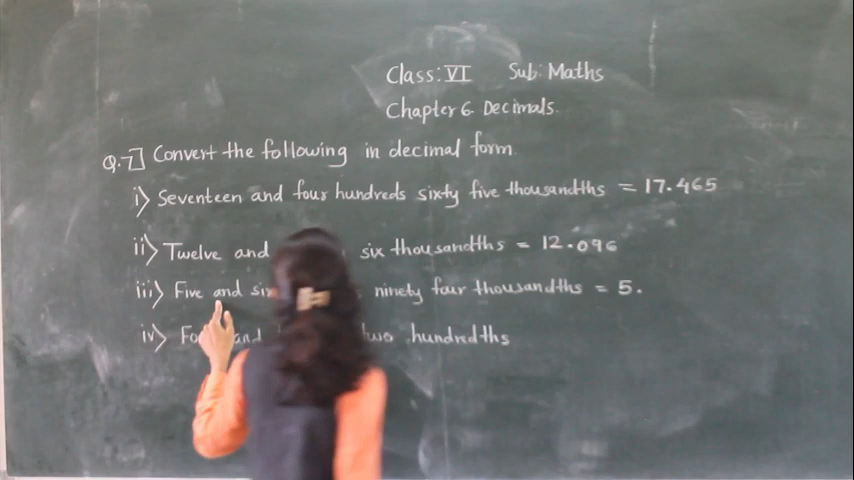 Class: VI Sub: Maths
Chapter 6. Decimals.
Q.7] Convert the following in decimal form.
i) Seventeen and four hundreds sixty five thousandths = 17.465
ii) Twelve and six thousandths = 12.096
iii) Five and six ninety four thousandths = 5.
iv) and two hundredths